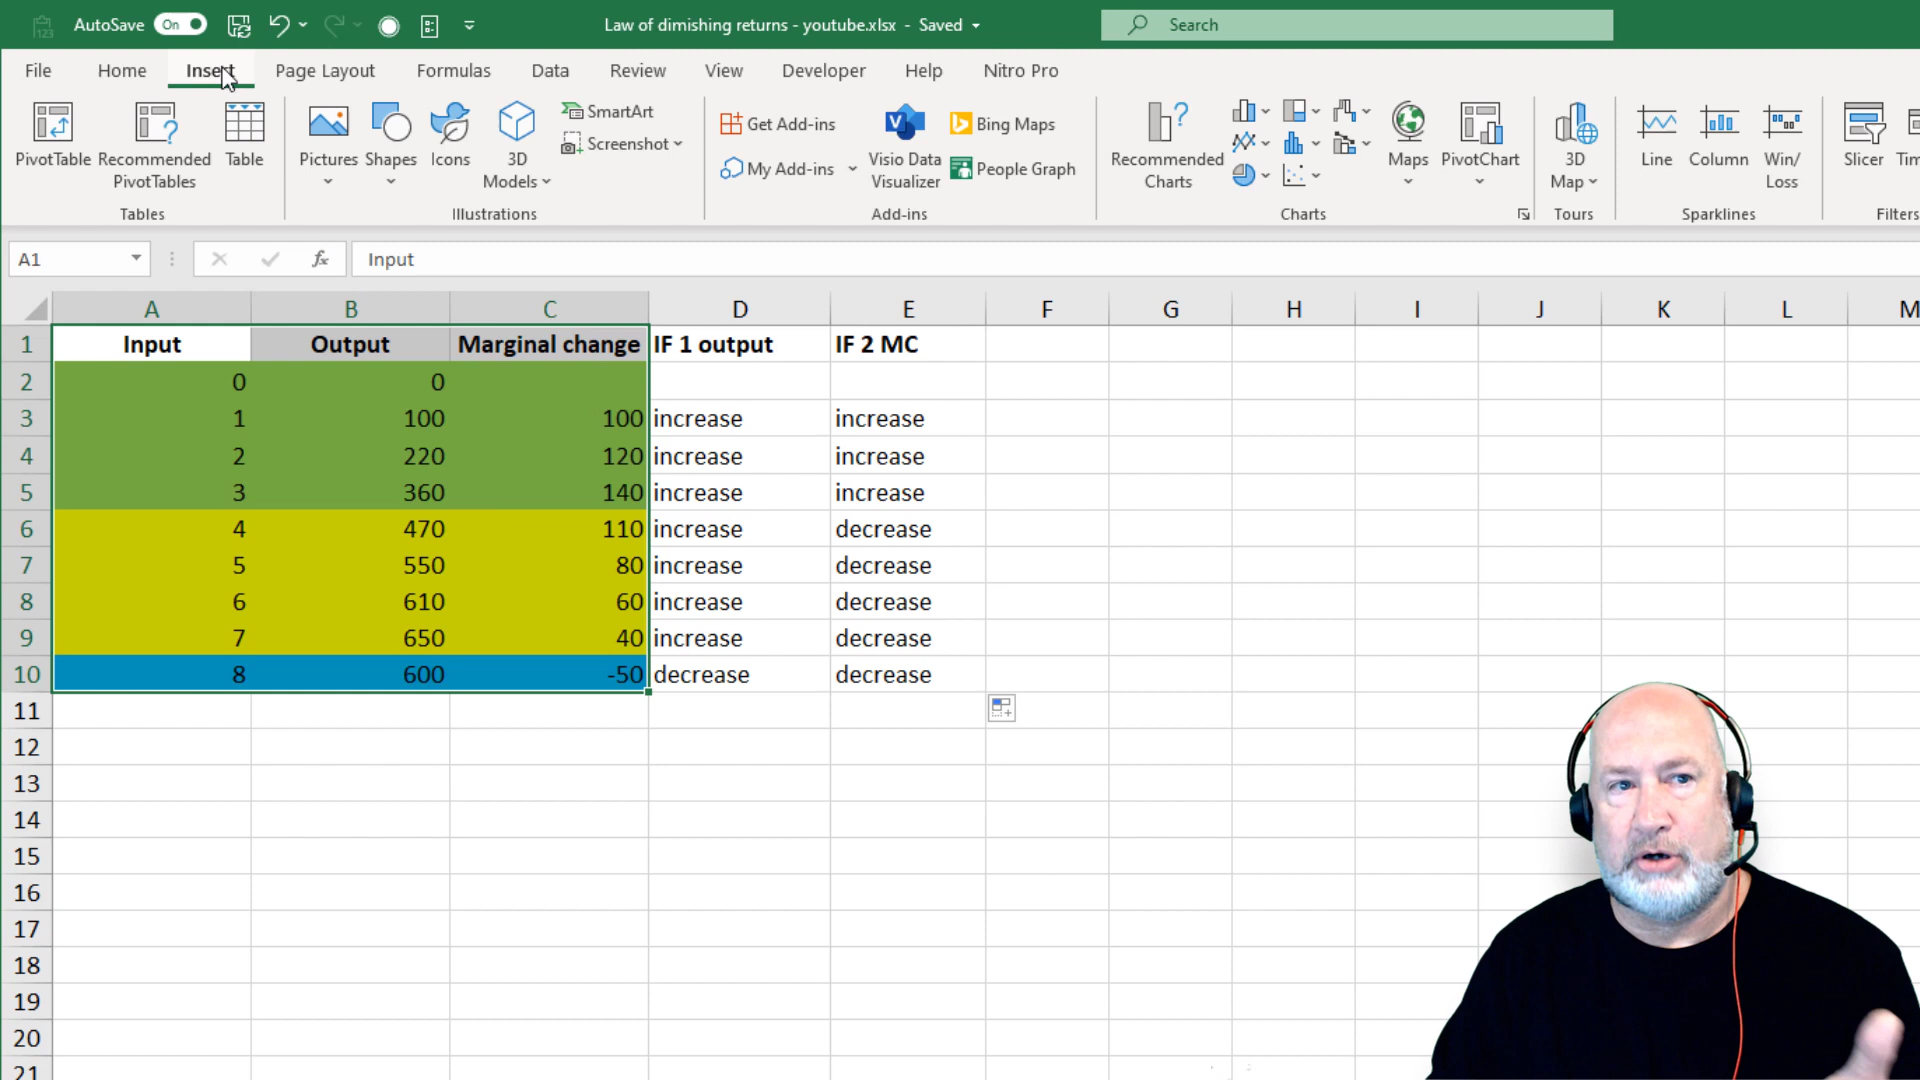 AutoSave On Law of dimishing returns - youtube.xlsx - Saved Search
File Home Insert Page Layout Formulas Data Review View Developer Help Nitro Pro
PivotTable Recommended PivotTables Table Pictures Shapes Icons 3D Models SmartArt Screenshot Get Add-ins My Add-ins Visio Data Visualizer Bing Maps People Graph Recommended Charts Maps PivotChart 3D Map Line Column Win/Loss Slicer
Tables Illustrations Add-ins Charts Tours Sparklines Filters
A1 fx Input
A B C D E F G H I J K L M
1 Input Output Marginal change IF 1 output IF 2 MC
2 0 0
3 1 100 100 increase increase
4 2 220 120 increase increase
5 3 360 140 increase increase
6 4 470 110 increase decrease
7 5 550 80 increase decrease
8 6 610 60 increase decrease
9 7 650 40 increase decrease
10 8 600 -50 decrease decrease
11
12
13
14
15
16
17
18
19
20
21